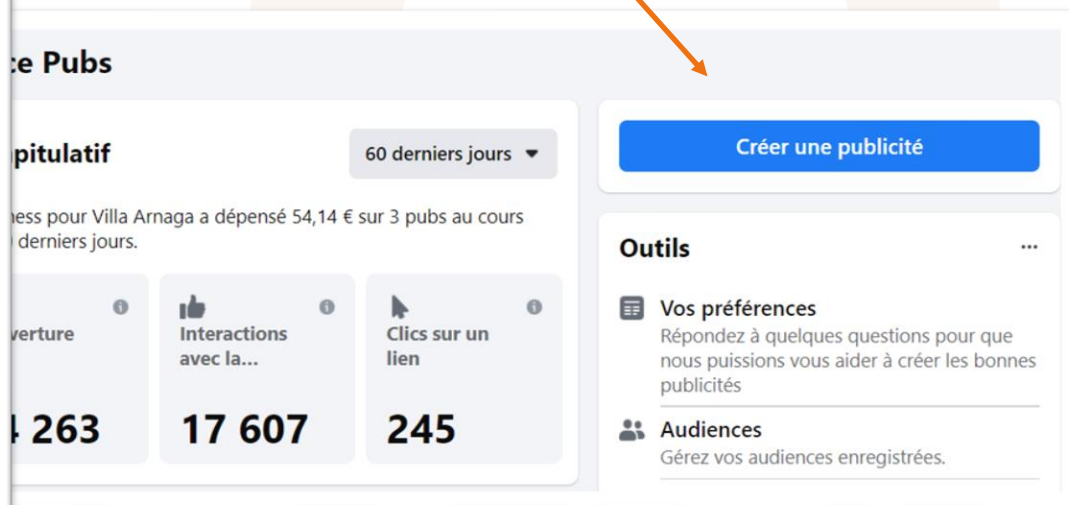 ce Pubs
pitulatif
60 derniers jours
Créer une publicité
ness pour Villa Arnaga a dépensé 54,14 € sur 3 pubs au cours
derniers jours.
verture
Interactions
avec la...
Clics sur un
lien
263
17 607
245
Outils
...
Vos préférences
Répondez à quelques questions pour que
nous puissions vous aider à créer les bonnes
publicités
Audiences
Gérez vos audiences enregistrées.